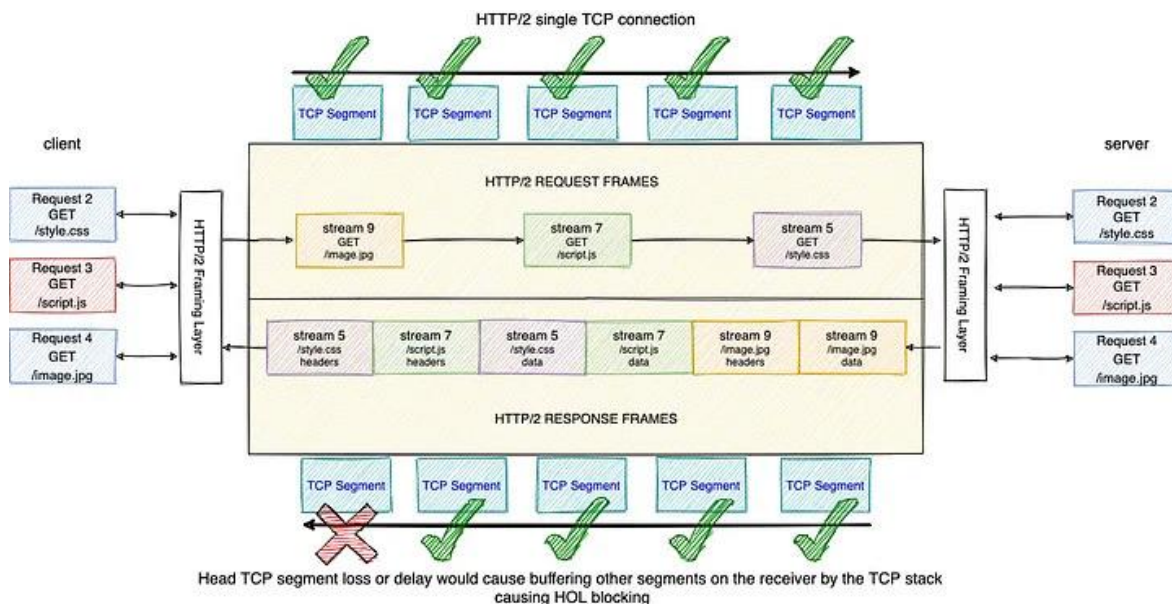 HTTP/2 single TCP connection
TCP Segment
TCP Segment
TCP Segment
TCP Segment
TCP Segment
client
server
HTTP/2 REQUEST FRAMES
Request 2
GET
/style.css
Request 3
GET
/script.js
Request 4
GET
/image.jpg
HTTP/2 Framing Layer
stream 9
GET
/image.jpg
stream 7
GET
/script.js
stream 5
GET
/style.css
HTTP/2 Framing Layer
Request 2
GET
/style.css
Request 3
GET
/script.js
Request 4
GET
/image.jpg
stream 5
/style.css
headers
stream 7
/script.js
headers
stream 5
/style.css
data
stream 7
/script.js
data
stream 9
/image.jpg
headers
stream 9
/image.jpg
data
HTTP/2 RESPONSE FRAMES
TCP Segment
TCP Segment
TCP Segment
TCP Segment
TCP Segment
Head TCP segment loss or delay would cause buffering other segments on the receiver by the TCP stack
causing HOL blocking